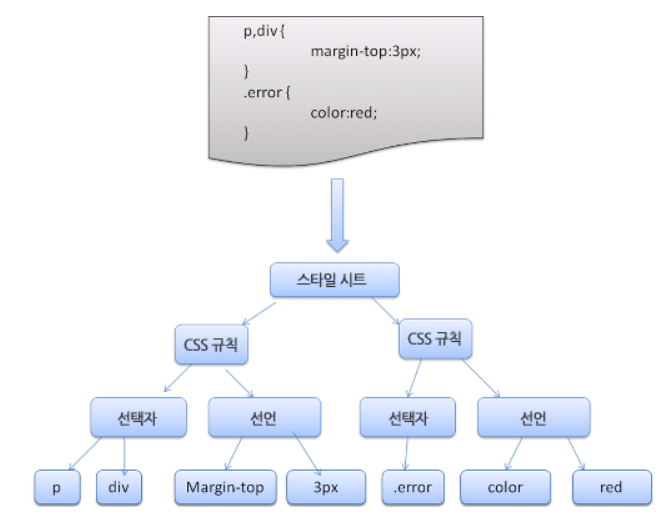 p,div {
margin-top:3px;
}
.error {
color:red;
}
스타일 시트
CSS 규칙
CSS 규칙
선택자
선언
선택자
선언
p
div
Margin-top
3px
.error
color
red